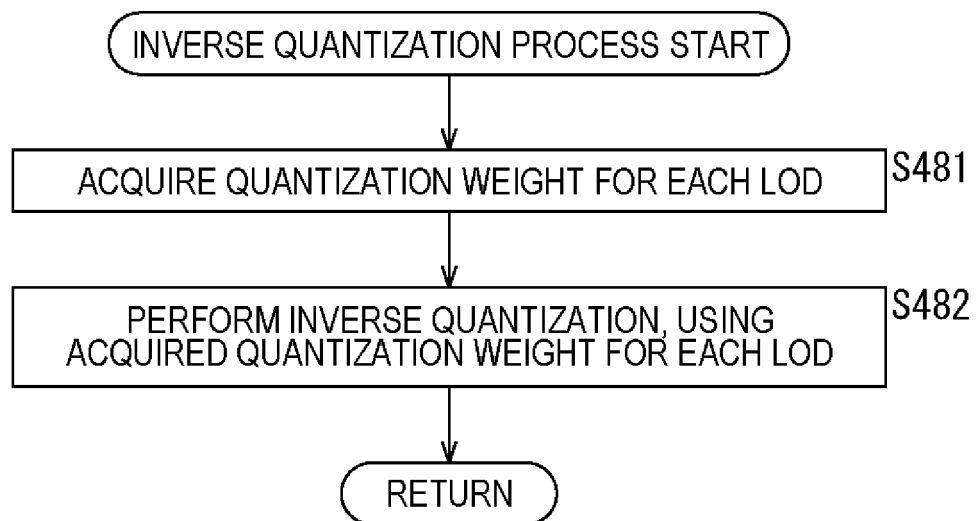 INVERSE QUANTIZATION PROCESS START
ACQUIRE QUANTIZATION WEIGHT FOR EACH LOD
S481
PERFORM INVERSE QUANTIZATION, USING
ACQUIRED QUANTIZATION WEIGHT FOR EACH LOD
S482
RETURN